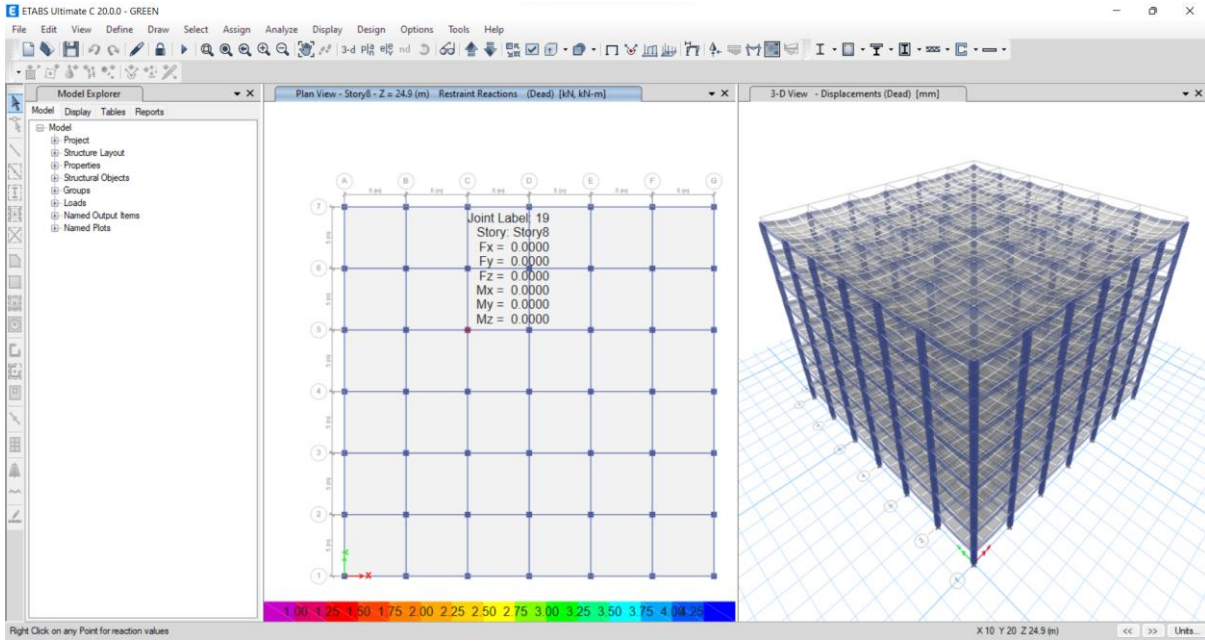 ETABS Ultimate C 20.0.0 - GREEN
File Edit View Define Draw Select Assign Analyze Display Design Options Tools Help
3-d nd
Model Explorer
Model Display Tables Reports
Model
Project
Structure Layout
Properties
Structural Objects
Groups
Loads
Named Output Items
Named Plots
Plan View - Story8 - Z = 24.9 (m) Restraint Reactions (Dead) [kN, kN-m]
A B C D E F G
7
6
5
4
3
2
1
Joint Label: 19
Story: Story8
Fx = 0.0000
Fy = 0.0000
Fz = 0.0000
Mx = 0.0000
My = 0.0000
Mz = 0.0000
X
1.00 1.25 1.50 1.75 2.00 2.25 2.50 2.75 3.00 3.25 3.50 3.75 4.00 4.25
3-D View - Displacements (Dead) [mm]
Right Click on any Point for reaction values
X 10 Y 20 Z 24.9 (m)
<< >> Units...